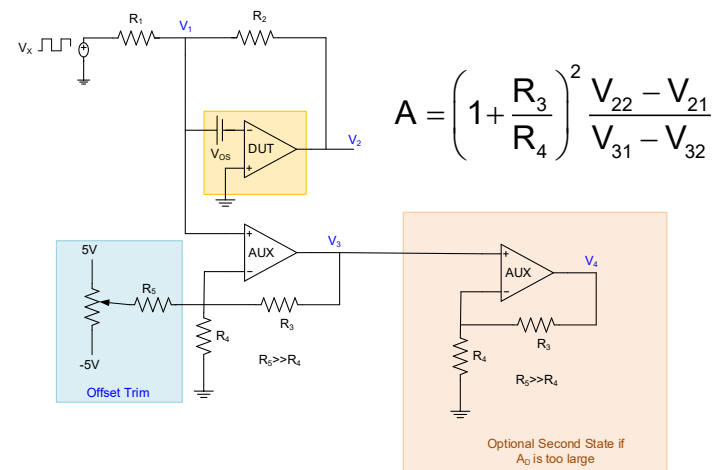 R₁
V₁
R₂
Vₓ
V_OS
−
DUT
+
V₂
A = (1 + R₃/R₄)² (V₂₂ − V₂₁)/(V₃₁ − V₃₂)
5V
R₅
-5V
Offset Trim
+
AUX
−
V₃
R₃
R₄
R₅>>R₄
+
AUX
−
V₄
R₃
R₄
R₅>>R₄
Optional Second State if
A_D is too large